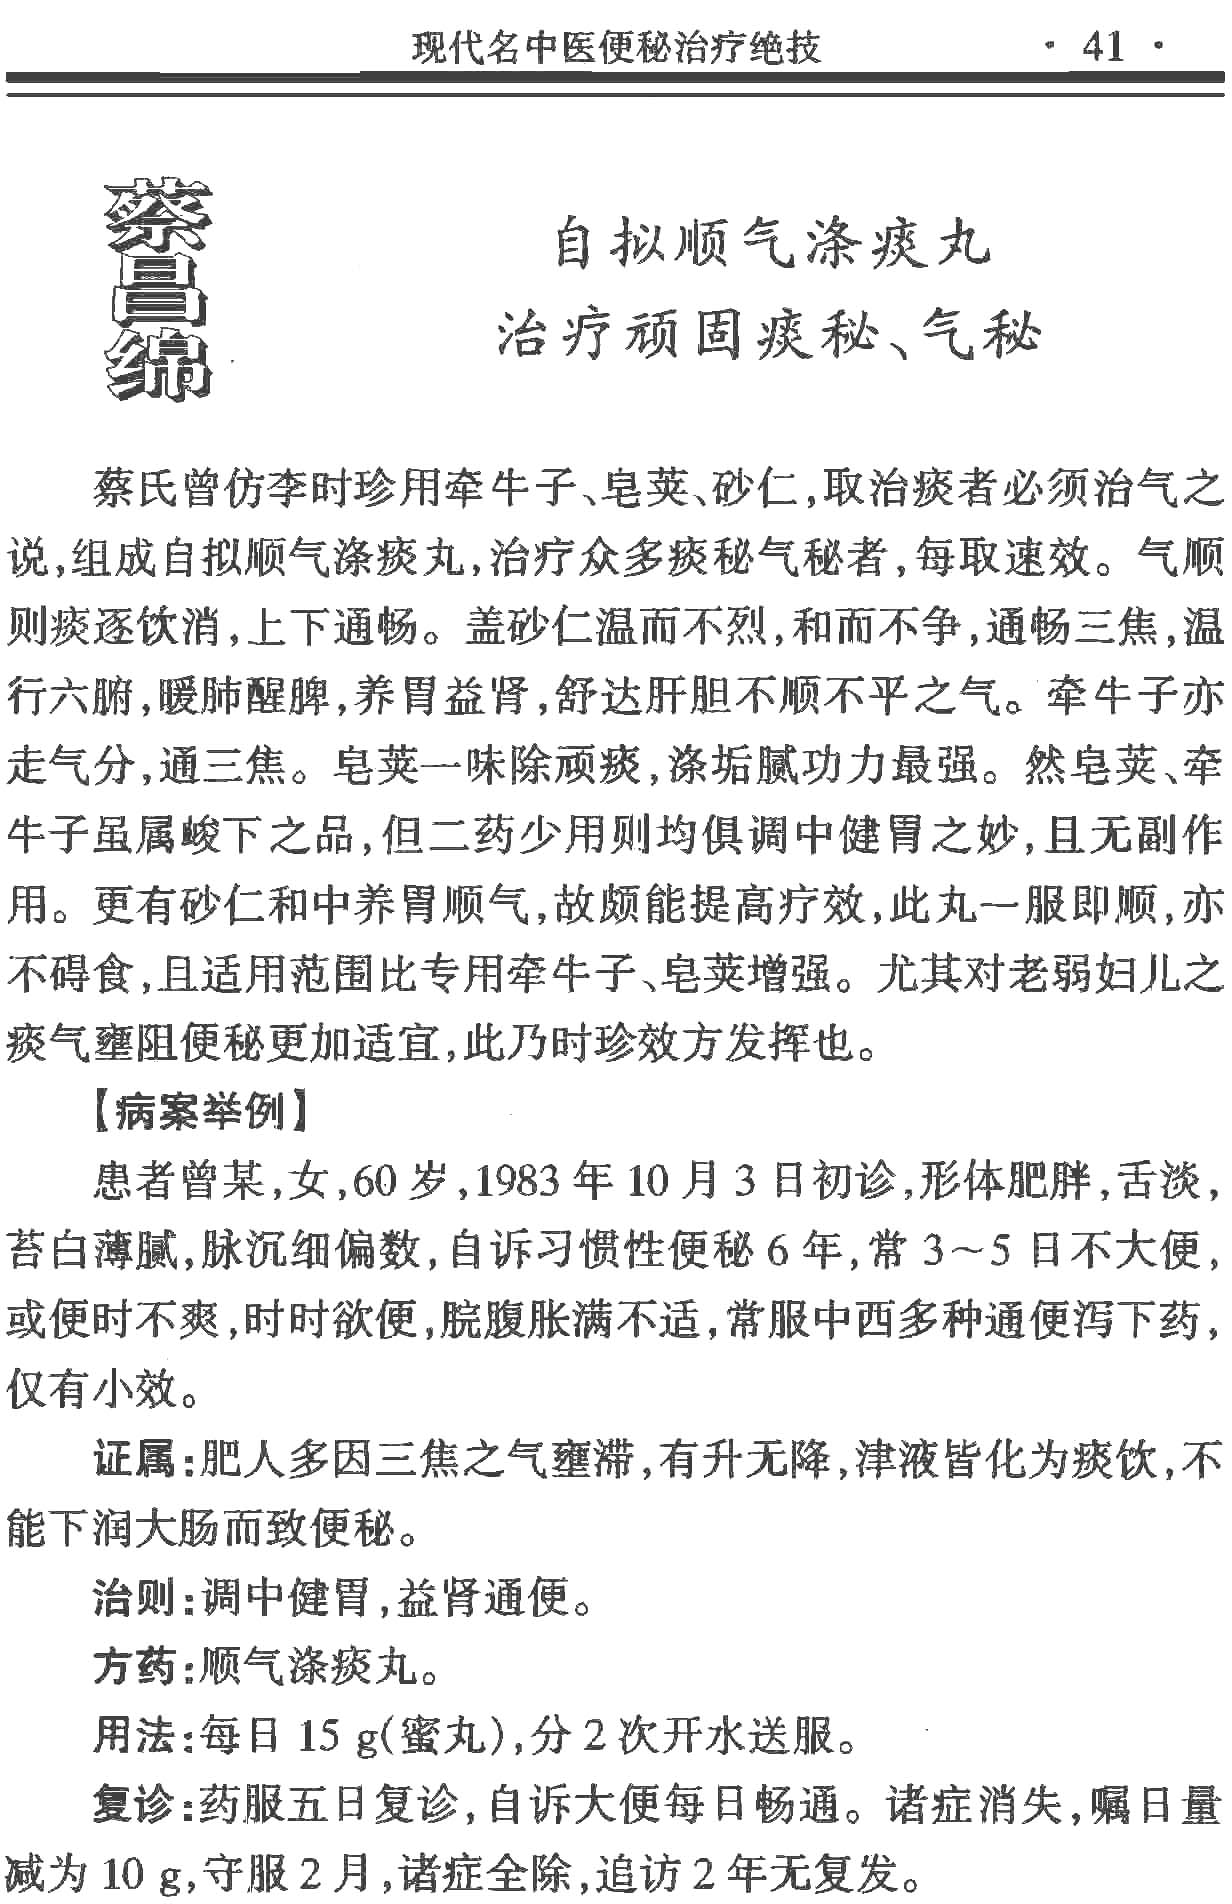 现代名中医便秘治疗绝技 · 41 ·
蔡昌绵
自拟顺气涤痰丸
治疗顽固痰秘、气秘
蔡氏曾仿李时珍用牵牛子、皂荚、砂仁,取治痰者必须治气之
说,组成自拟顺气涤痰丸,治疗众多痰秘气秘者,每取速效。气顺
则痰逐饮消,上下通畅。盖砂仁温而不烈,和而不争,通畅三焦,温
行六腑,暖肺醒脾,养胃益肾,舒达肝胆不顺不平之气。牵牛子亦
走气分,通三焦。皂荚一味除顽痰,涤垢腻功力最强。然皂荚、牵
牛子虽属峻下之品,但二药少用则均俱调中健胃之妙,且无副作
用。更有砂仁和中养胃顺气,故颇能提高疗效,此丸一服即顺,亦
不碍食,且适用范围比专用牵牛子、皂荚增强。尤其对老弱妇儿之
痰气壅阻便秘更加适宜,此乃时珍效方发挥也。
【病案举例】
患者曾某,女,60 岁,1983 年 10 月 3 日初诊,形体肥胖,舌淡,
苔白薄腻,脉沉细偏数,自诉习惯性便秘 6 年,常 3~5 日不大便,
或便时不爽,时时欲便,脘腹胀满不适,常服中西多种通便泻下药,
仅有小效。
证属:肥人多因三焦之气壅滞,有升无降,津液皆化为痰饮,不
能下润大肠而致便秘。
治则:调中健胃,益肾通便。
方药:顺气涤痰丸。
用法:每日 15 g(蜜丸),分 2 次开水送服。
复诊:药服五日复诊,自诉大便每日畅通。诸症消失,嘱日量
减为 10 g,守服 2 月,诸症全除,追访 2 年无复发。